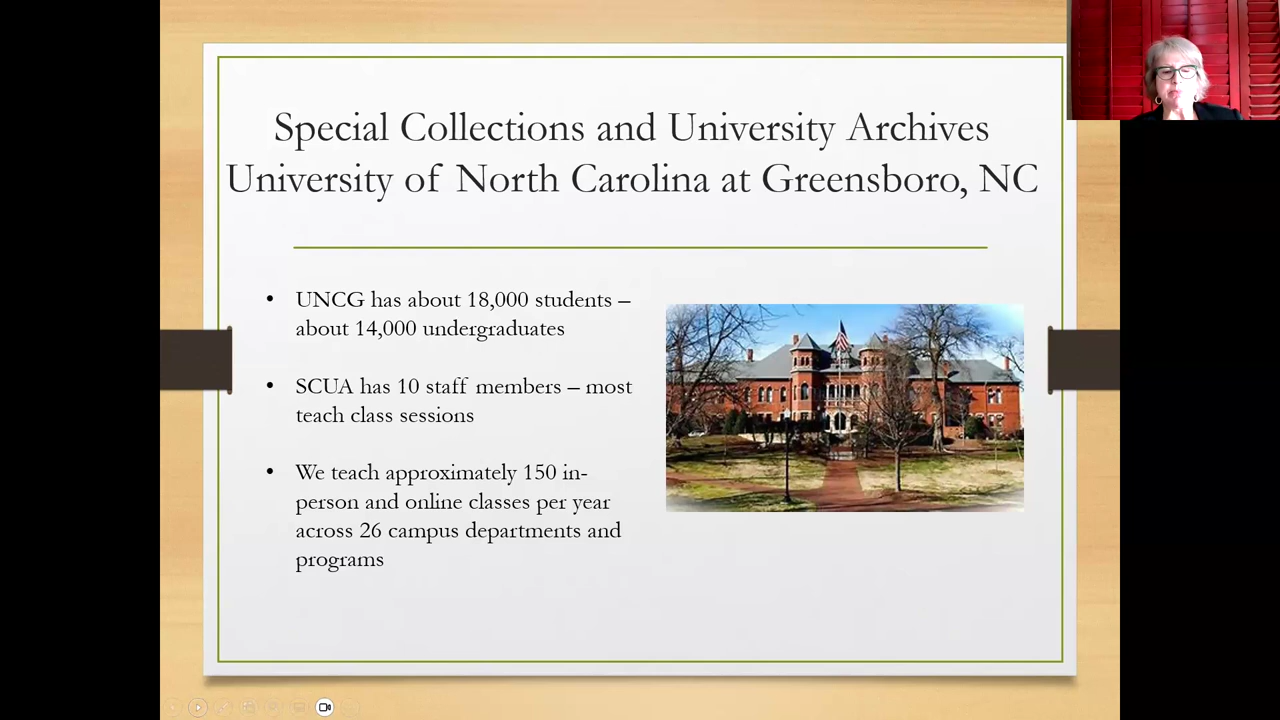 Special Collections and University Archives
University of North Carolina at Greensboro, NC
• UNCG has about 18,000 students –
about 14,000 undergraduates
• SCUA has 10 staff members – most
teach class sessions
• We teach approximately 150 in-
person and online classes per year
across 26 campus departments and
programs